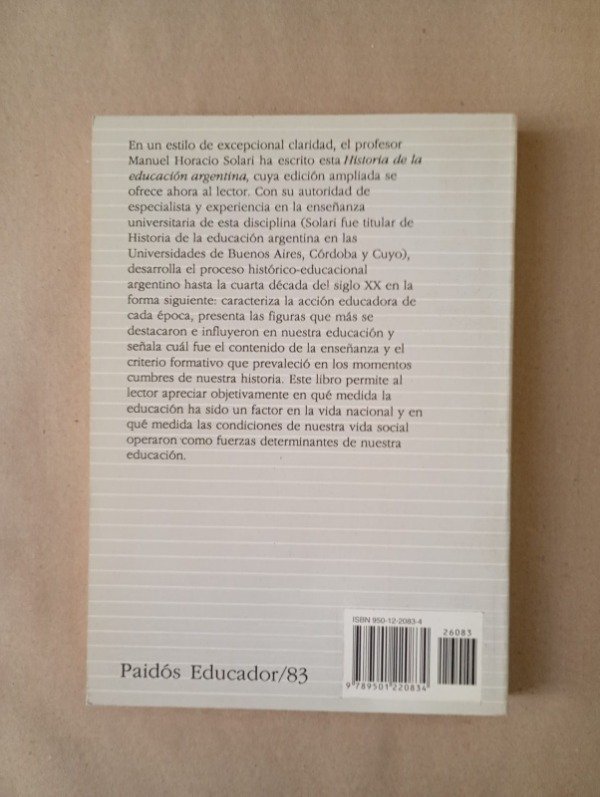 En un estilo de excepcional claridad, el profesor
Manuel Horacio Solari ha escrito esta Historia de la
educación argentina, cuya edición ampliada se
ofrece ahora al lector. Con su autoridad de
especialista y experiencia en la enseñanza
universitaria de esta disciplina (Solari fue titular de
Historia de la educación argentina en las
Universidades de Buenos Aires, Córdoba y Cuyo),
desarrolla el proceso histórico-educacional
argentino hasta la cuarta década del siglo XX en la
forma siguiente: caracteriza la acción educadora de
cada época, presenta las figuras que más se
destacaron e influyeron en nuestra educación y
señala cuál fue el contenido de la enseñanza y el
criterio formativo que prevaleció en los momentos
cumbres de nuestra historia. Este libro permite al
lector apreciar objetivamente en qué medida la
educación ha sido un factor en la vida nacional y en
qué medida las condiciones de nuestra vida social
operaron como fuerzas determinantes de nuestra
educación.
ISBN 950-12-2083-4
26083
9 789501 220834
Paidós Educador/83